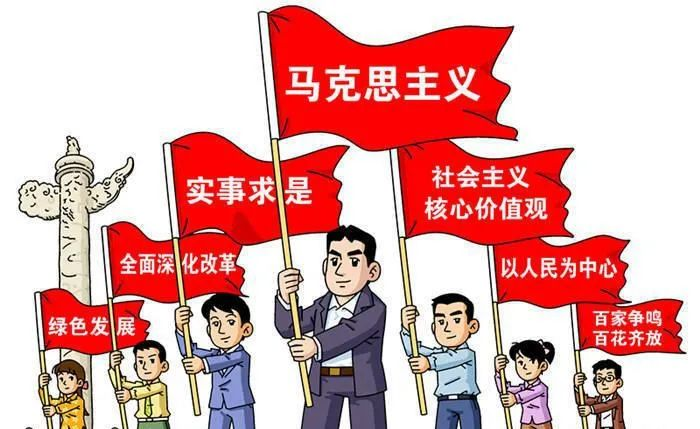 马克思主义
实事求是
社会主义
核心价值观
全面深化改革
以人民为中心
绿色发展
百家争鸣
百花齐放